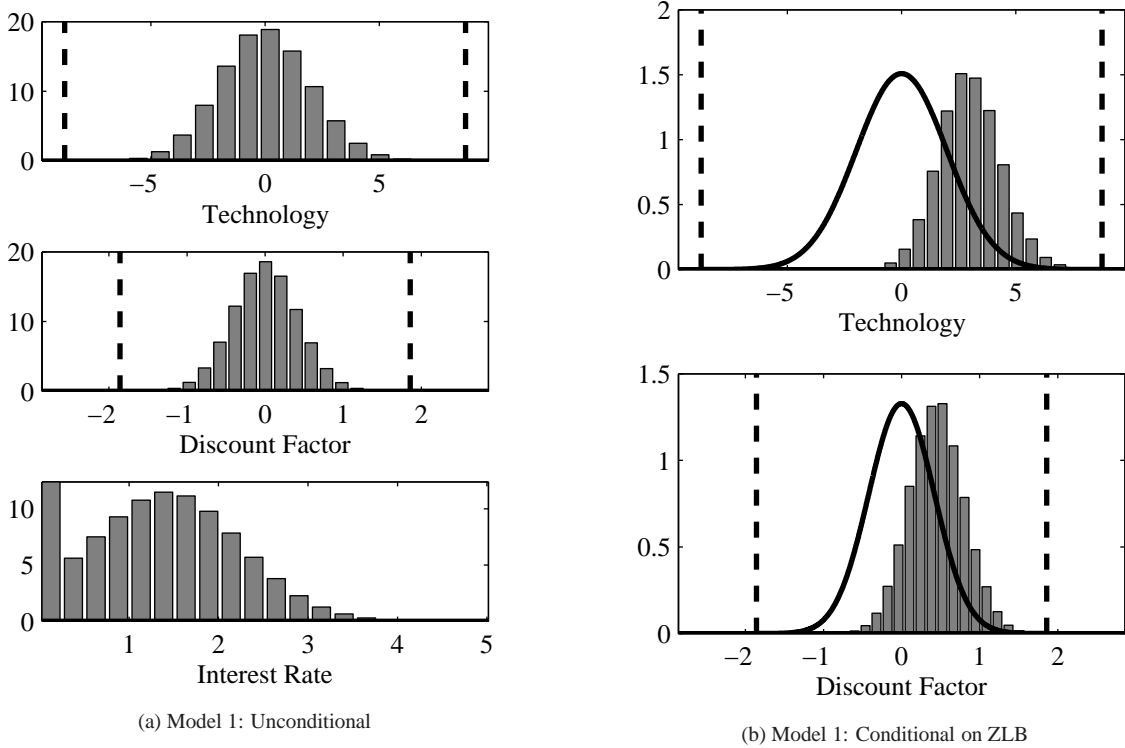 20
10
0
−5 0 5
Technology
20
10
0
−2 −1 0 1 2
Discount Factor
10
5
0
1 2 3 4 5
Interest Rate
(a) Model 1: Unconditional
2
1.5
1
0.5
0
−5 0 5
Technology
1.5
1
0.5
0
−2 −1 0 1 2
Discount Factor
(b) Model 1: Conditional on ZLB